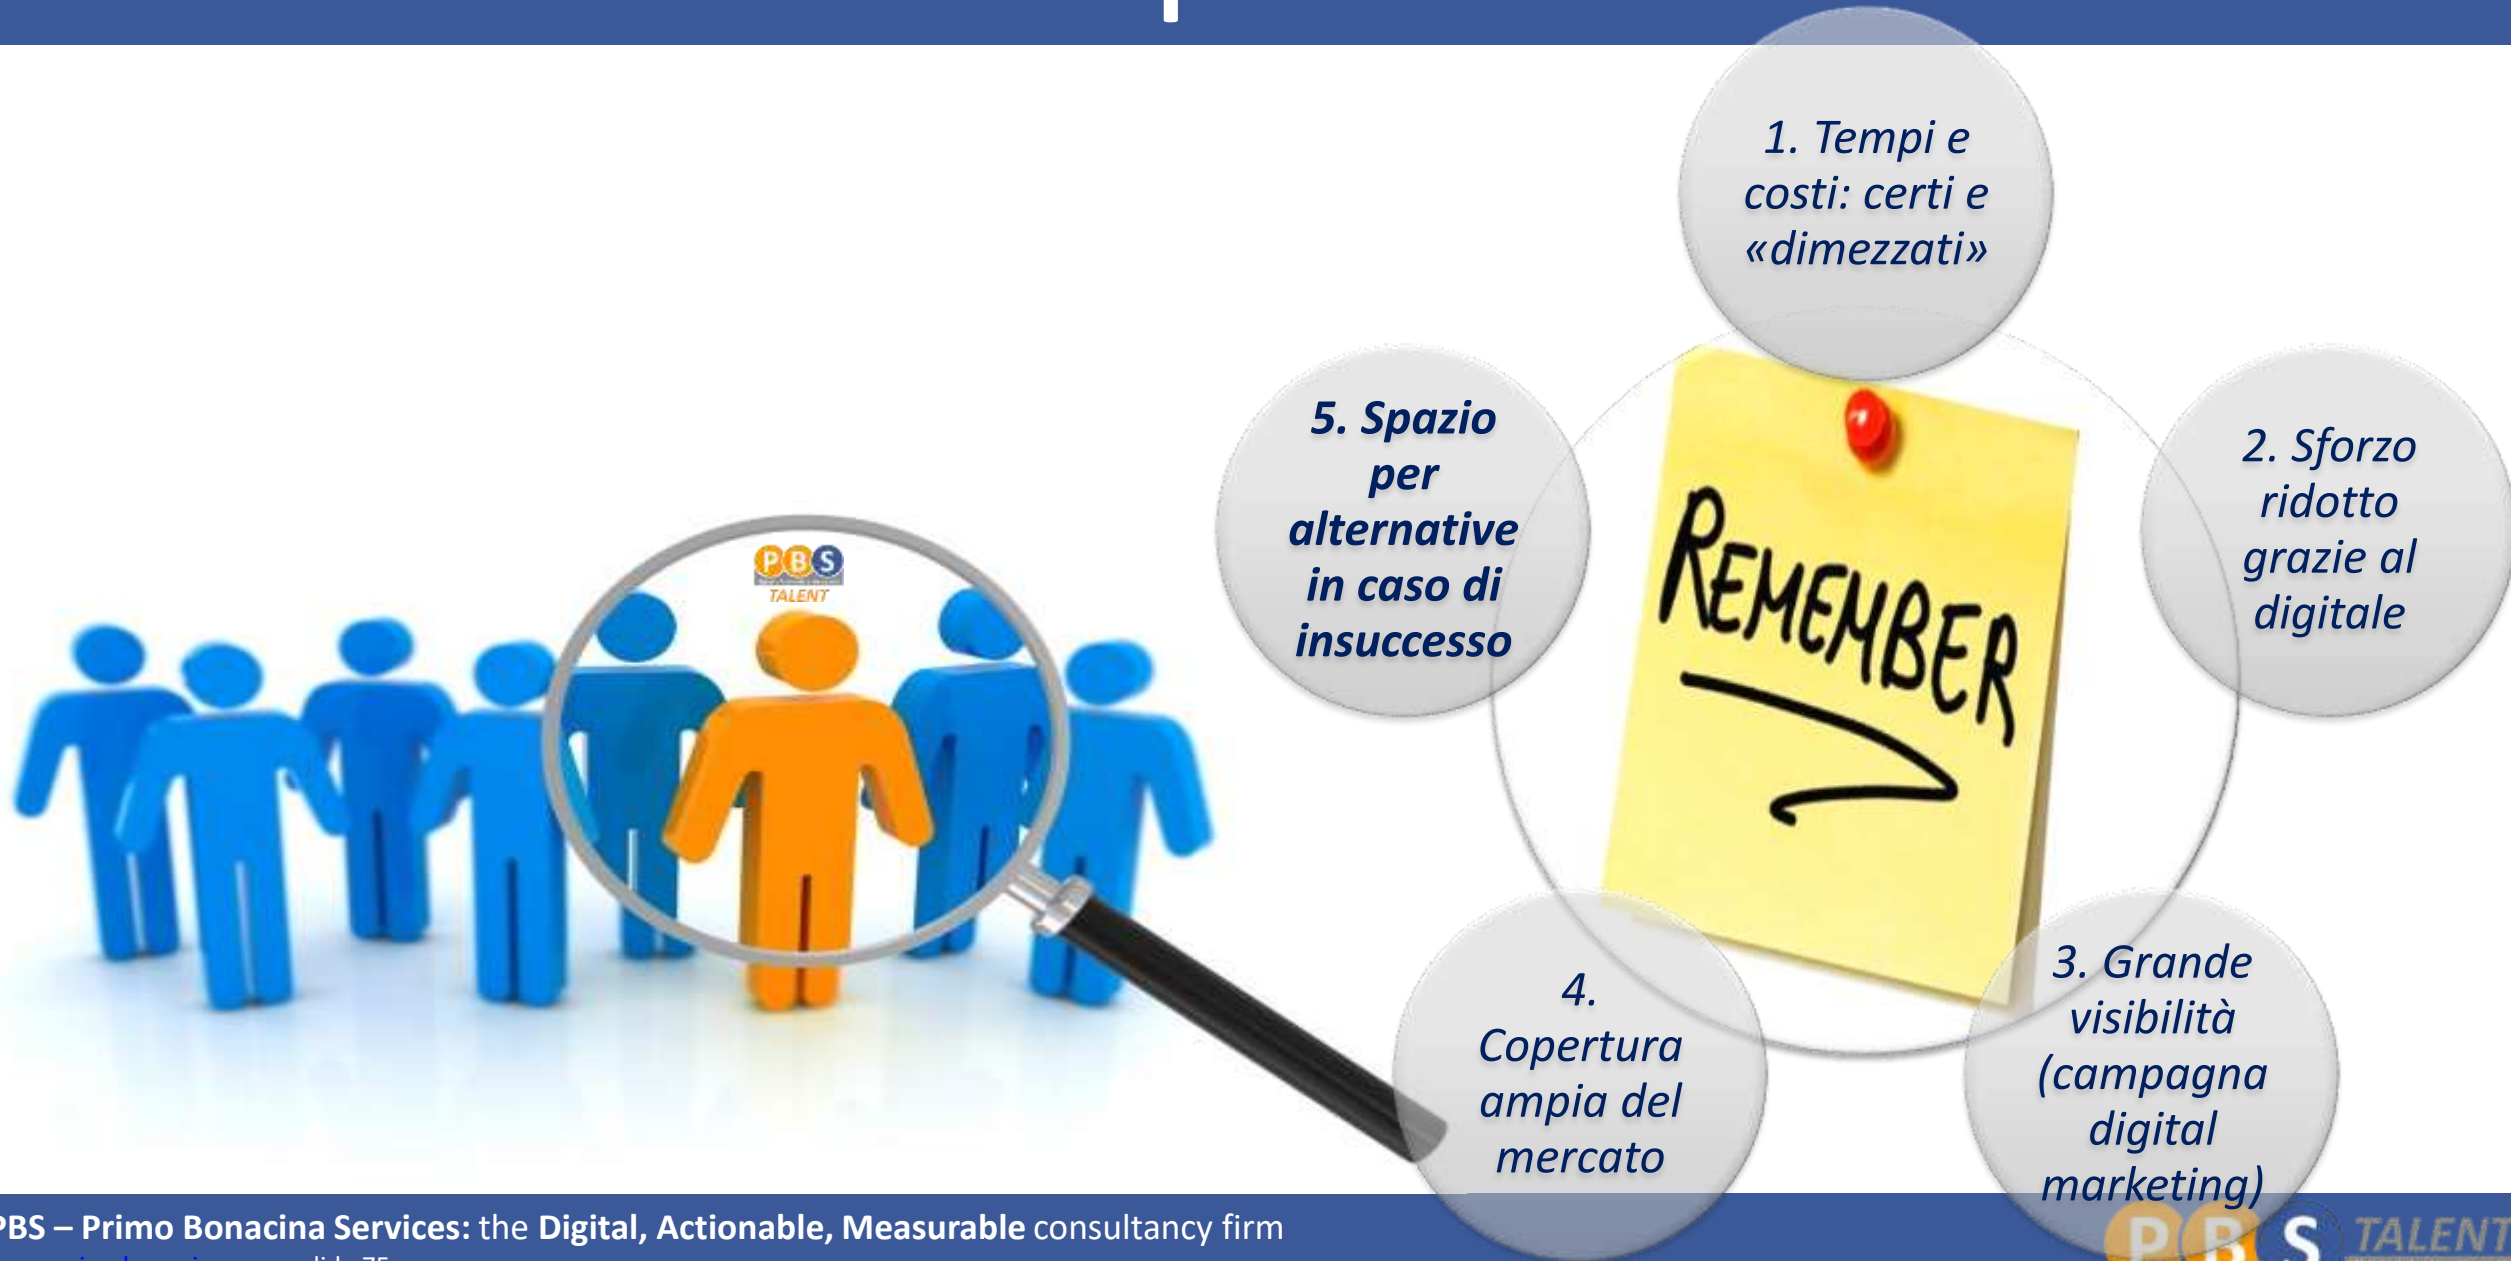 1. Tempi e
costi: certi e
«dimezzati»
2. Sforzo
ridotto
grazie al
digitale
3. Grande
visibilità
(campagna
digital
marketing)
4.
Copertura
ampia del
mercato
5. Spazio
per
alternative
in caso di
insuccesso
REMEMBER
PBS
TALENT
PBS – Primo Bonacina Services: the Digital, Actionable, Measurable consultancy firm
PBS TALENT